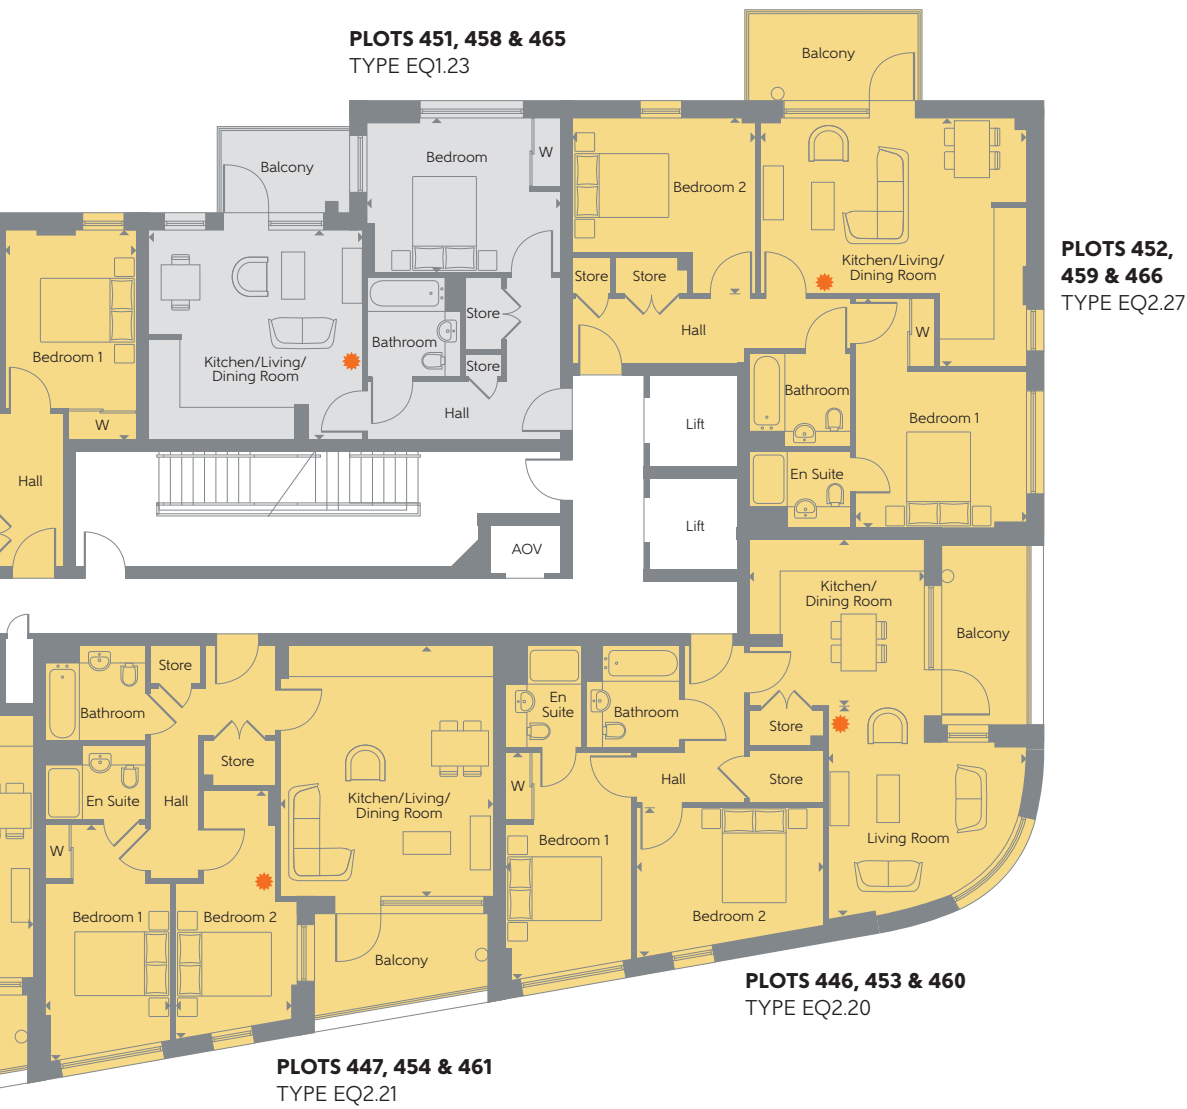 PLOTS 451, 458 & 465
TYPE EQ1.23
Balcony
Bedroom
W
Balcony
Bedroom 2
Store
Store
Hall
Kitchen/Living/
Dining Room
W
Bathroom
En Suite
Bedroom 1
PLOTS 452,
459 & 466
TYPE EQ2.27
Bedroom 1
W
Hall
Kitchen/Living/
Dining Room
Bathroom
Store
Store
Hall
Lift
Lift
AOV
Kitchen/
Dining Room
Balcony
Store
Store
Living Room
Hall
En
Suite
Bathroom
W
Bedroom 1
Bedroom 2
PLOTS 446, 453 & 460
TYPE EQ2.20
Store
Bathroom
Store
En Suite
Hall
W
Kitchen/Living/
Dining Room
Bedroom 1
Bedroom 2
Balcony
PLOTS 447, 454 & 461
TYPE EQ2.21